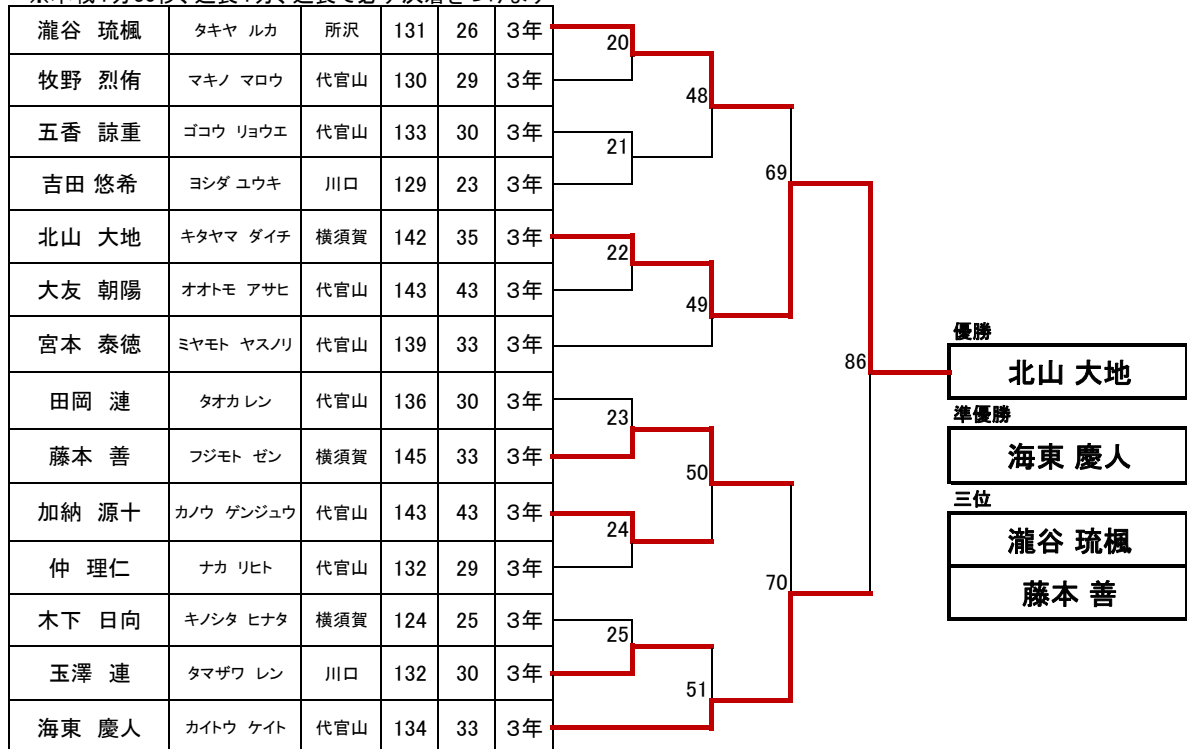 瀧谷 琉楓 タキヤ ルカ 所沢 131 26 3年
牧野 烈侑 マキノ マロウ 代官山 130 29 3年
五香 諒重 ゴコウ リョウエ 代官山 133 30 3年
吉田 悠希 ヨシダ ユウキ 川口 129 23 3年
北山 大地 キタヤマ ダイチ 横須賀 142 35 3年
大友 朝陽 オオトモ アサヒ 代官山 143 43 3年
宮本 泰徳 ミヤモト ヤスノリ 代官山 139 33 3年
田岡 漣 タオカ レン 代官山 136 30 3年
藤本 善 フジモト ゼン 横須賀 145 33 3年
加納 源十 カノウ ゲンジュウ 代官山 143 43 3年
仲 理仁 ナカ リヒト 代官山 132 29 3年
木下 日向 キノシタ ヒナタ 横須賀 124 25 3年
玉澤 連 タマザワ レン 川口 132 30 3年
海東 慶人 カイトウ ケイト 代官山 134 33 3年
20
21
22
23
24
25
48
49
50
51
69
70
86
優勝
北山 大地
準優勝
海東 慶人
三位
瀧谷 琉楓
藤本 善